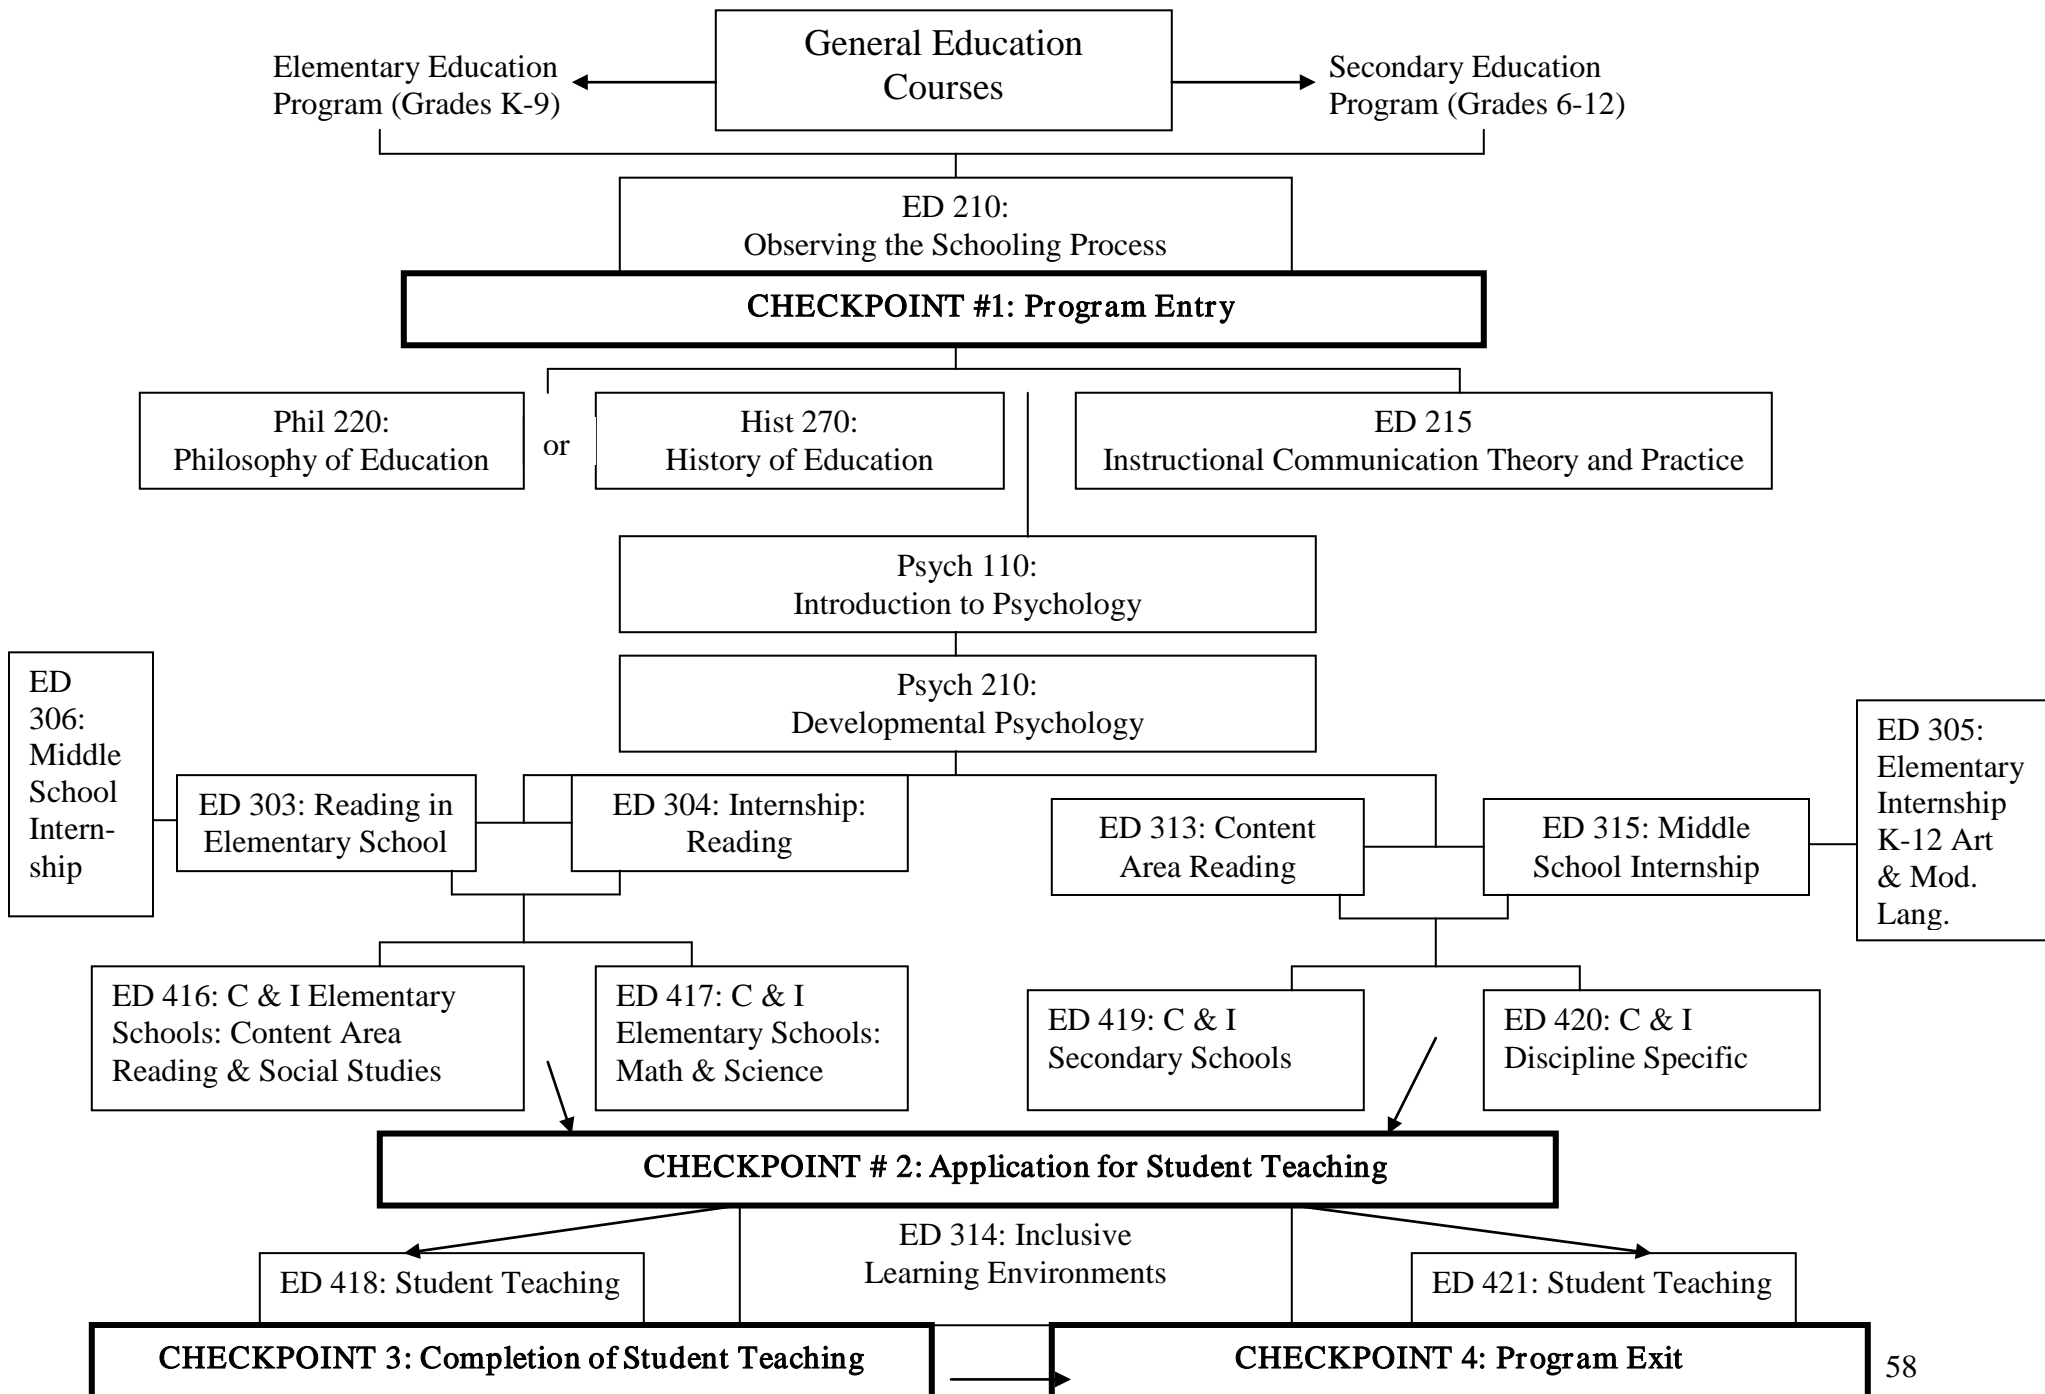 General Education
Courses
Elementary Education
Program (Grades K-9)
Secondary Education
Program (Grades 6-12)
ED 210:
Observing the Schooling Process
CHECKPOINT #1: Program Entry
Phil 220:
Philosophy of Education
or
Hist 270:
History of Education
ED 215
Instructional Communication Theory and Practice
Psych 110:
Introduction to Psychology
Psych 210:
Developmental Psychology
ED
306:
Middle
School
Intern-
ship
ED 303: Reading in
Elementary School
ED 304: Internship:
Reading
ED 313: Content
Area Reading
ED 315: Middle
School Internship
ED 305:
Elementary
Internship
K-12 Art
& Mod.
Lang.
ED 416: C & I Elementary
Schools: Content Area
Reading & Social Studies
ED 417: C & I
Elementary Schools:
Math & Science
ED 419: C & I
Secondary Schools
ED 420: C & I
Discipline Specific
CHECKPOINT # 2: Application for Student Teaching
ED 314: Inclusive
Learning Environments
ED 418: Student Teaching
ED 421: Student Teaching
CHECKPOINT 3: Completion of Student Teaching
CHECKPOINT 4: Program Exit
58